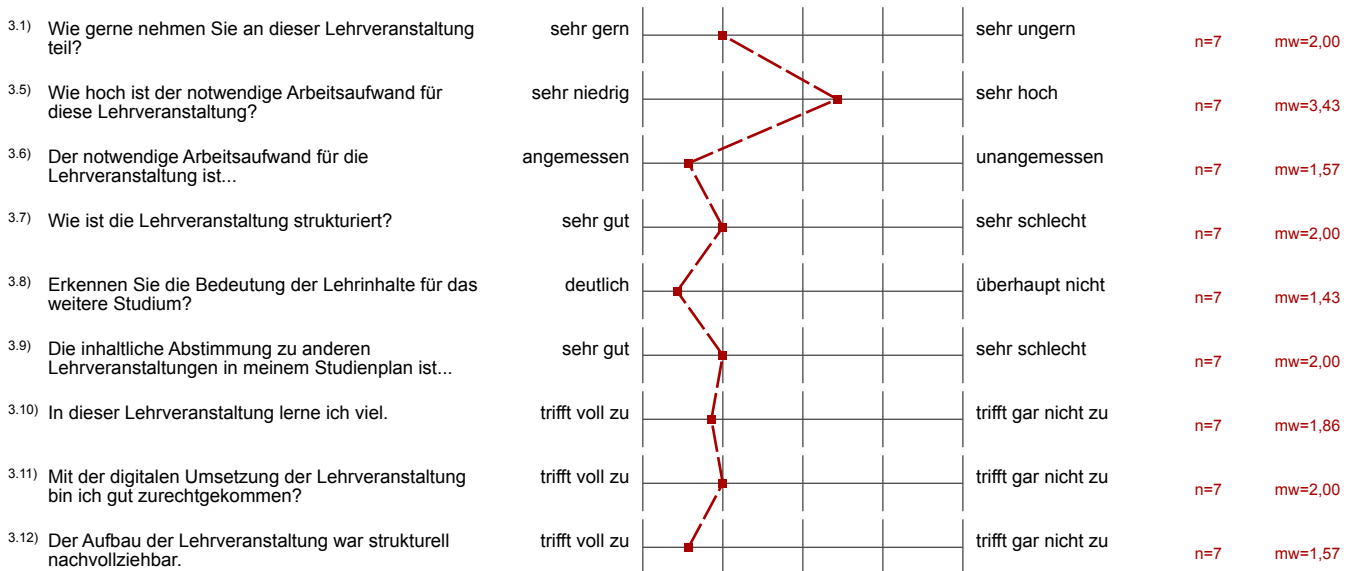 3.1) Wie gerne nehmen Sie an dieser Lehrveranstaltung sehr gern sehr ungern n=7 mw=2,00
teil?
3.5) Wie hoch ist der notwendige Arbeitsaufwand für sehr niedrig sehr hoch n=7 mw=3,43
diese Lehrveranstaltung?
3.6) Der notwendige Arbeitsaufwand für die angemessen unangemessen n=7 mw=1,57
Lehrveranstaltung ist...
3.7) Wie ist die Lehrveranstaltung strukturiert? sehr gut sehr schlecht n=7 mw=2,00
3.8) Erkennen Sie die Bedeutung der Lehrinhalte für das deutlich überhaupt nicht n=7 mw=1,43
weitere Studium?
3.9) Die inhaltliche Abstimmung zu anderen sehr gut sehr schlecht n=7 mw=2,00
Lehrveranstaltungen in meinem Studienplan ist...
3.10) In dieser Lehrveranstaltung lerne ich viel. trifft voll zu trifft gar nicht zu n=7 mw=1,86
3.11) Mit der digitalen Umsetzung der Lehrveranstaltung trifft voll zu trifft gar nicht zu n=7 mw=2,00
bin ich gut zurechtgekommen?
3.12) Der Aufbau der Lehrveranstaltung war strukturell trifft voll zu trifft gar nicht zu n=7 mw=1,57
nachvollziehbar.